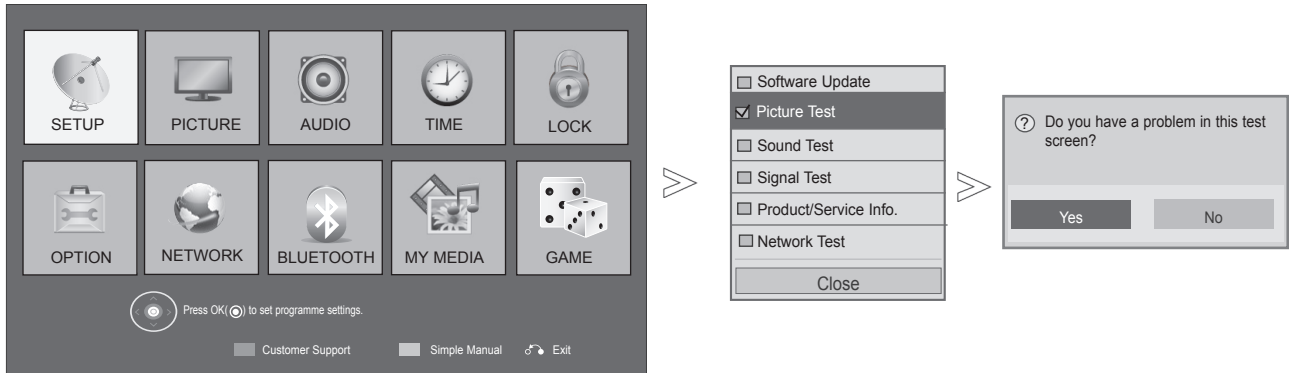 SETUP PICTURE AUDIO TIME LOCK
OPTION NETWORK BLUETOOTH MY MEDIA GAME
Press OK( ) to set programme settings.
Customer Support Simple Manual Exit
Software Update
Picture Test
Sound Test
Signal Test
Product/Service Info.
Network Test
Close
? Do you have a problem in this test
screen?
Yes No